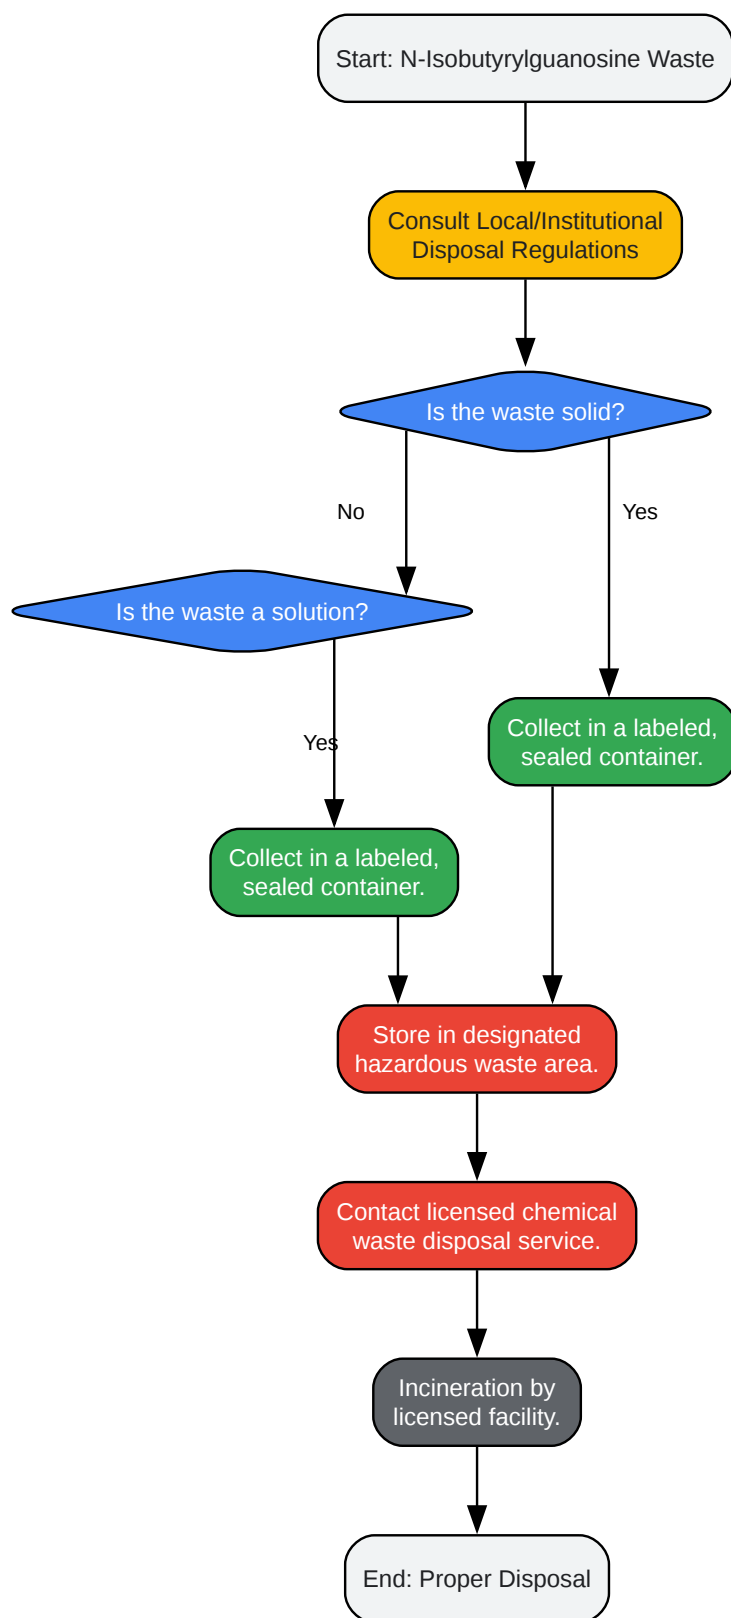 Start: N-Isobutyrylguanosine Waste
Consult Local/Institutional
Disposal Regulations
Is the waste solid?
No
Yes
Is the waste a solution?
Collect in a labeled,
sealed container.
Yes
Collect in a labeled,
sealed container.
Store in designated
hazardous waste area.
Contact licensed chemical
waste disposal service.
Incineration by
licensed facility.
End: Proper Disposal